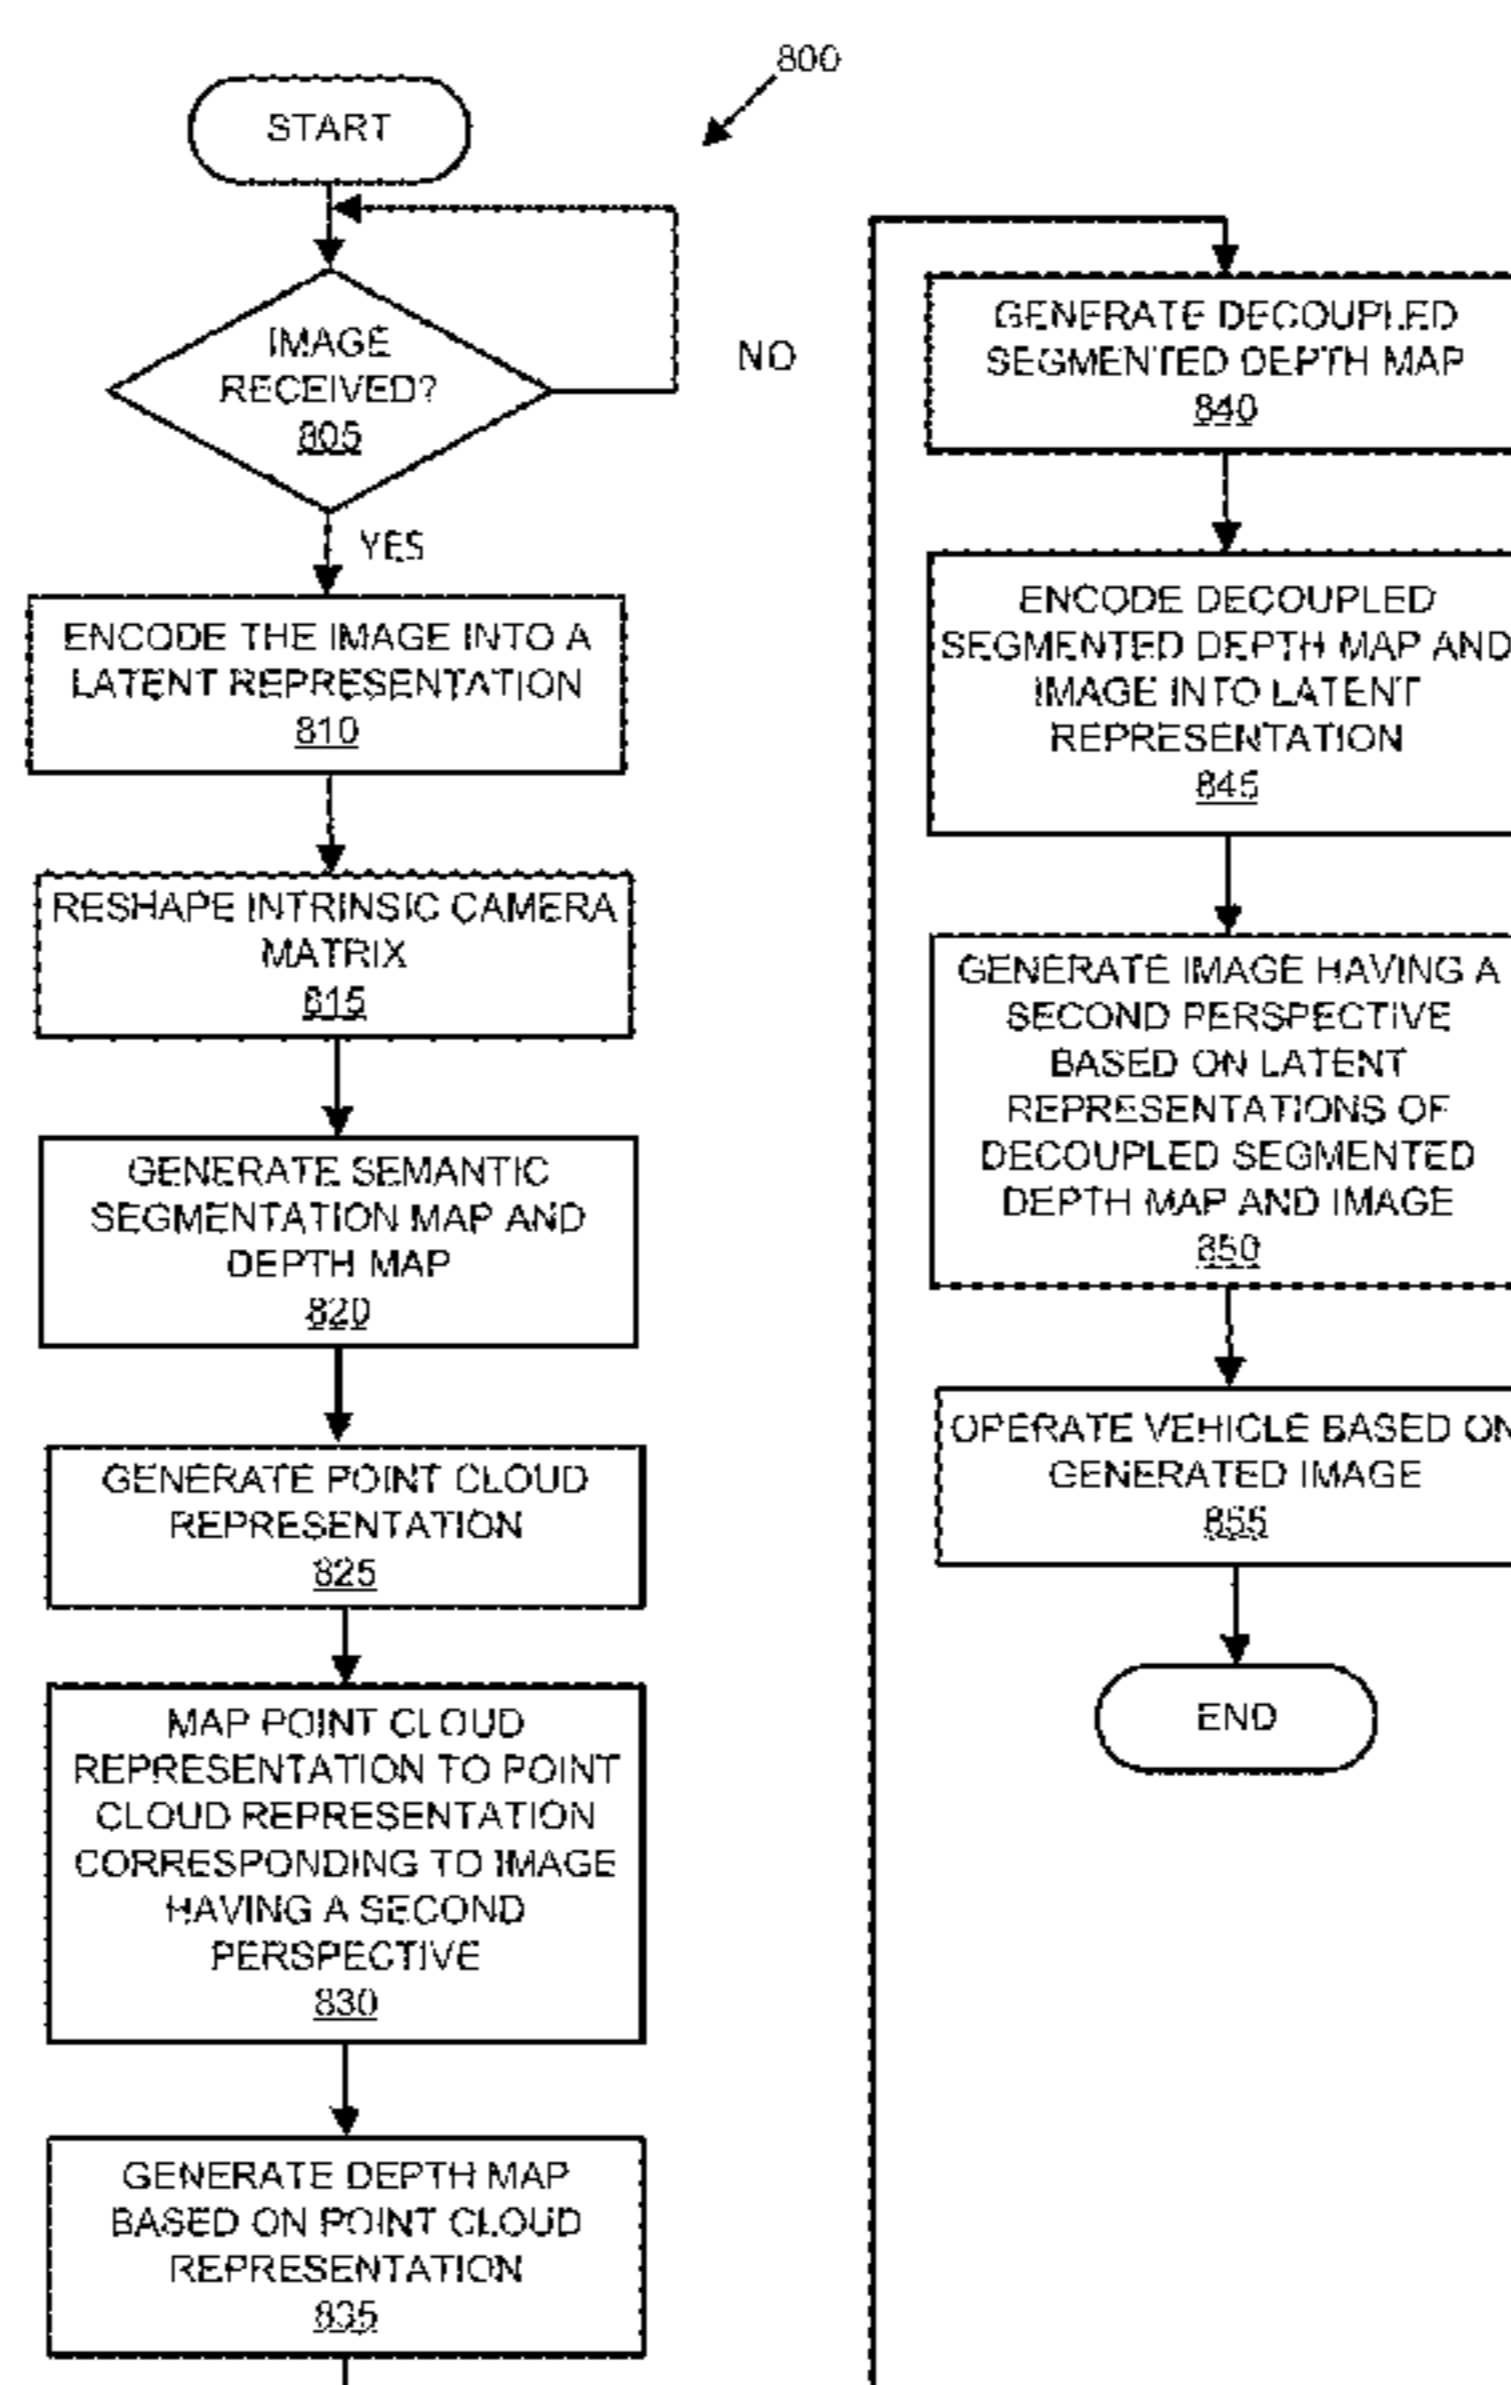 800
START
IMAGE
RECEIVED?
805
NO
YES
ENCODE THE IMAGE INTO A
LATENT REPRESENTATION
810
RESHAPE INTRINSIC CAMERA
MATRIX
815
GENERATE SEMANTIC
SEGMENTATION MAP AND
DEPTH MAP
820
GENERATE POINT CLOUD
REPRESENTATION
825
MAP POINT CLOUD
REPRESENTATION TO POINT
CLOUD REPRESENTATION
CORRESPONDING TO IMAGE
HAVING A SECOND
PERSPECTIVE
830
GENERATE DEPTH MAP
BASED ON POINT CLOUD
REPRESENTATION
835
GENERATE DECOUPLED
SEGMENTED DEPTH MAP
840
ENCODE DECOUPLED
SEGMENTED DEPTH MAP AND
IMAGE INTO LATENT
REPRESENTATION
845
GENERATE IMAGE HAVING A
SECOND PERSPECTIVE
BASED ON LATENT
REPRESENTATIONS OF
DECOUPLED SEGMENTED
DEPTH MAP AND IMAGE
850
OPERATE VEHICLE BASED ON
GENERATED IMAGE
855
END